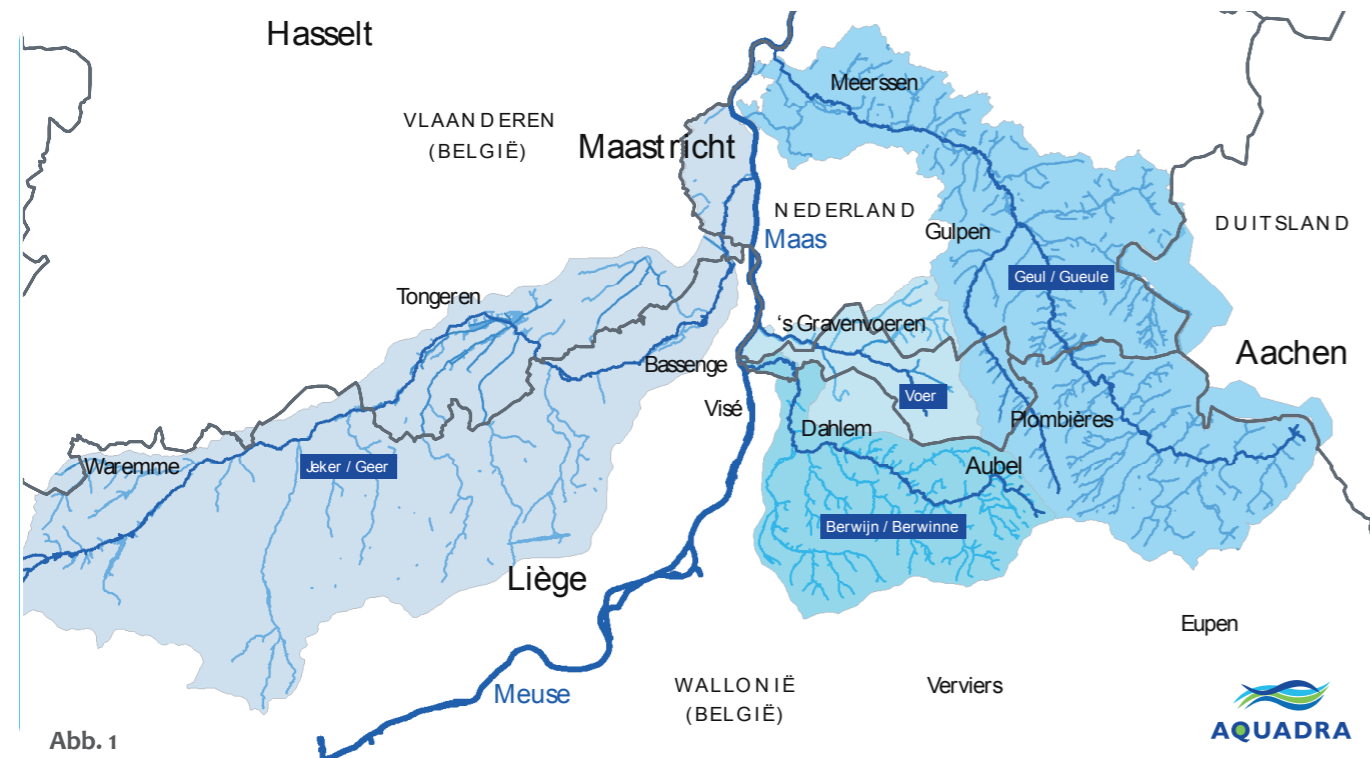 Hasselt
Meerssen
VLAANDEREN
(BELGIË)
Maastricht
NEDERLAND
DUITSLAND
Maas
Gulpen
Geul / Gueule
Tongeren
‘s Gravenvoeren
Aachen
Bassenge
Voer
Visé
Plombières
Dahlem
Waremme
Jeker / Geer
Aubel
Berwijn / Berwinne
Liège
Eupen
Meuse
WALLONIË
(BELGIË)
Verviers
AQUADRA
Abb. 1